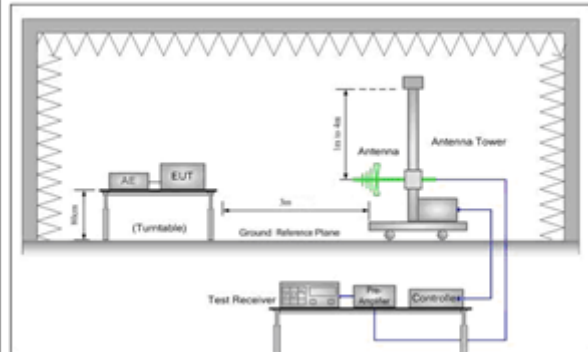 1m to 4m
Antenna
Antenna Tower
AE
EUT
80cm
(Turntable)
3m
Ground Reference Plane
Test Receiver
Pre-
Amplifier
Controller